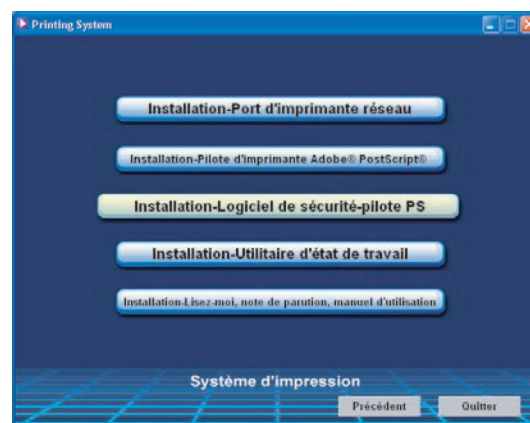 Printing System
Installation-Port d'imprimante réseau
Installation-Pilote d'imprimante Adobe® PostScript®
Installation-Logiciel de sécurité-pilote PS
Installation-Utilitaire d'état de travail
Installation-Lisez-moi, note de parution, manuel d'utilisation
Système d'impression
Précédent
Quitter